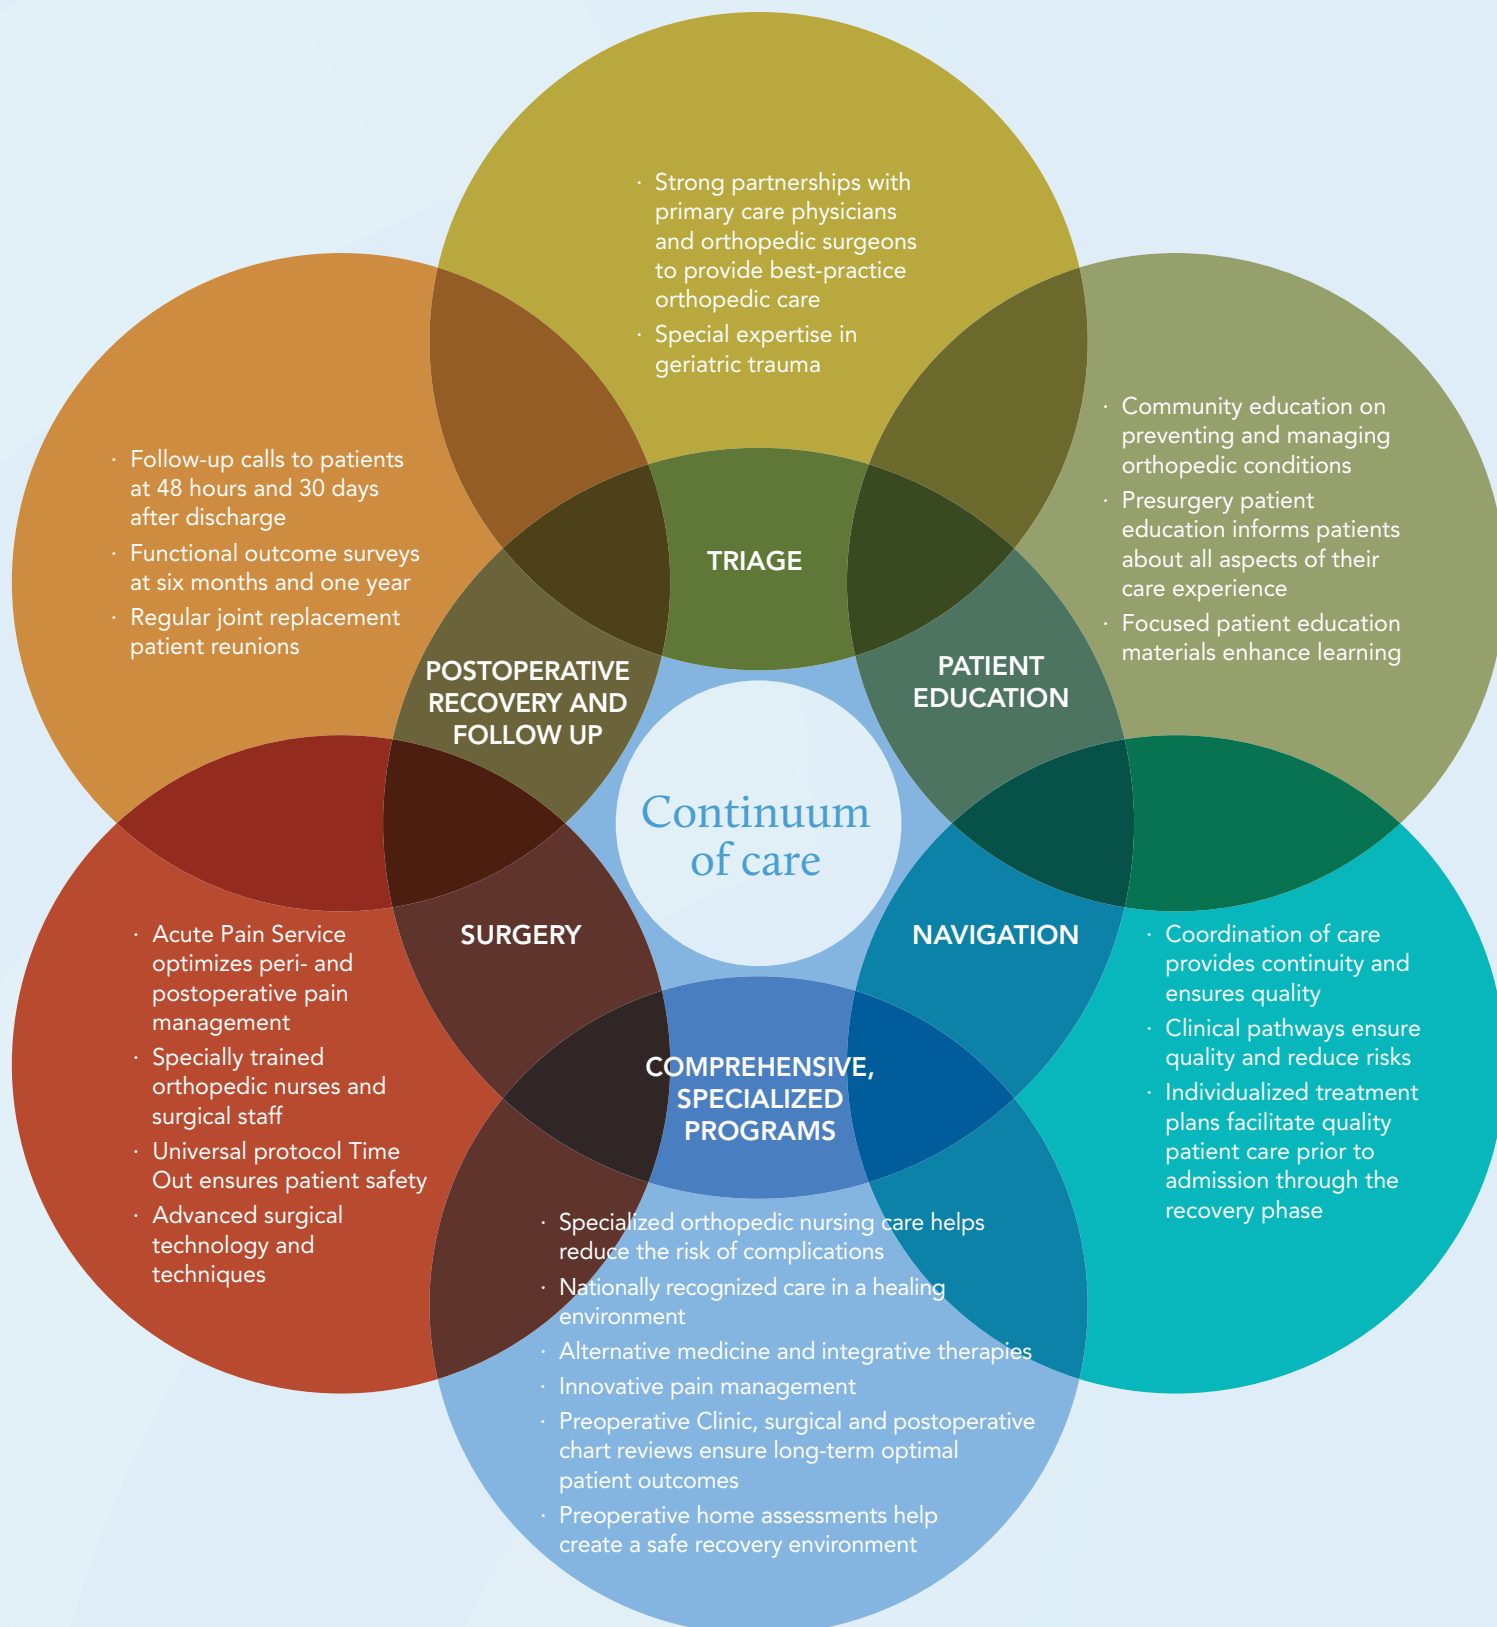 · Strong partnerships with
primary care physicians
and orthopedic surgeons
to provide best-practice
orthopedic care
· Special expertise in
geriatric trauma
TRIAGE
· Community education on
preventing and managing
orthopedic conditions
· Presurgery patient
education informs patients
about all aspects of their
care experience
· Focused patient education
materials enhance learning
PATIENT
EDUCATION
· Coordination of care
provides continuity and
ensures quality
· Clinical pathways ensure
quality and reduce risks
· Individualized treatment
plans facilitate quality
patient care prior to
admission through the
recovery phase
NAVIGATION
COMPREHENSIVE,
SPECIALIZED
PROGRAMS
· Specialized orthopedic nursing care helps
reduce the risk of complications
· Nationally recognized care in a healing
environment
· Alternative medicine and integrative therapies
· Innovative pain management
· Preoperative Clinic, surgical and postoperative
chart reviews ensure long-term optimal
patient outcomes
· Preoperative home assessments help
create a safe recovery environment
SURGERY
· Acute Pain Service
optimizes peri- and
postoperative pain
management
· Specially trained
orthopedic nurses and
surgical staff
· Universal protocol Time
Out ensures patient safety
· Advanced surgical
technology and
techniques
· Follow-up calls to patients
at 48 hours and 30 days
after discharge
· Functional outcome surveys
at six months and one year
· Regular joint replacement
patient reunions
POSTOPERATIVE
RECOVERY AND
FOLLOW UP
Continuum
of care